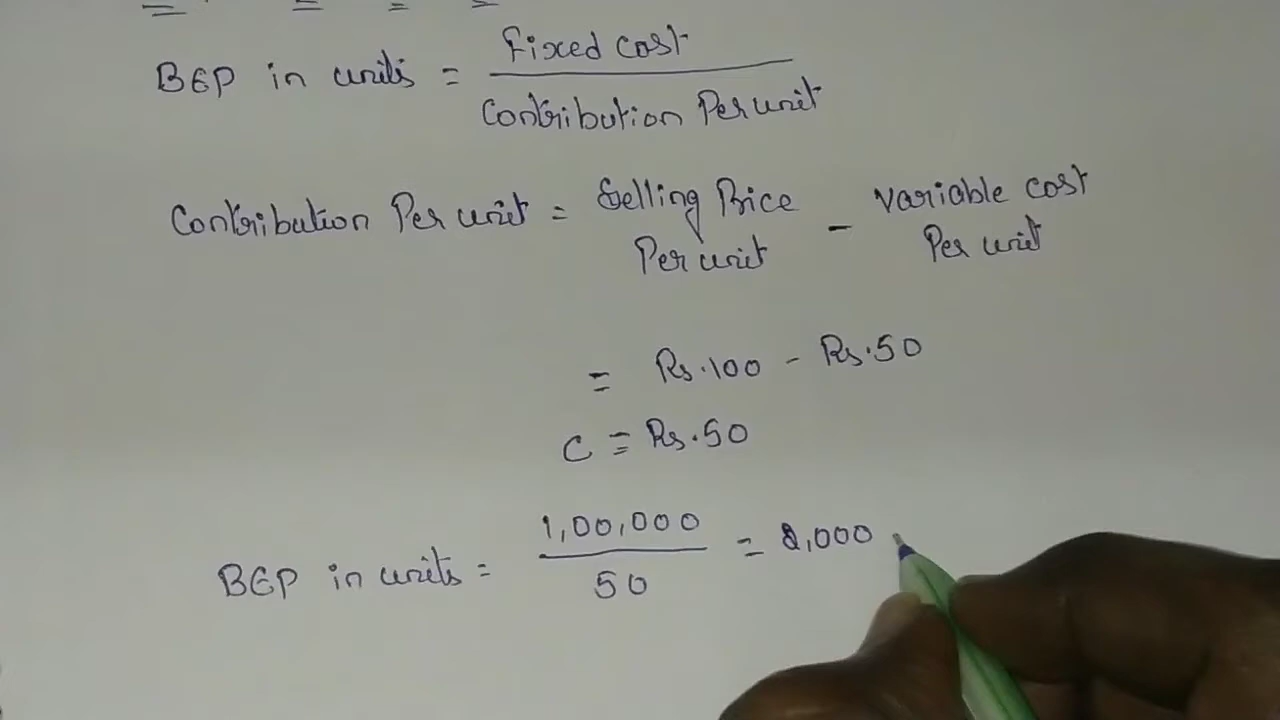 BEP in units = Fixed cost
Contribution Per unit
Contribution Per unit = Selling Price Per unit - variable cost Per unit
= Rs.100 - Rs.50
C = Rs.50
BEP in units = 1,00,000
50
= 2,000